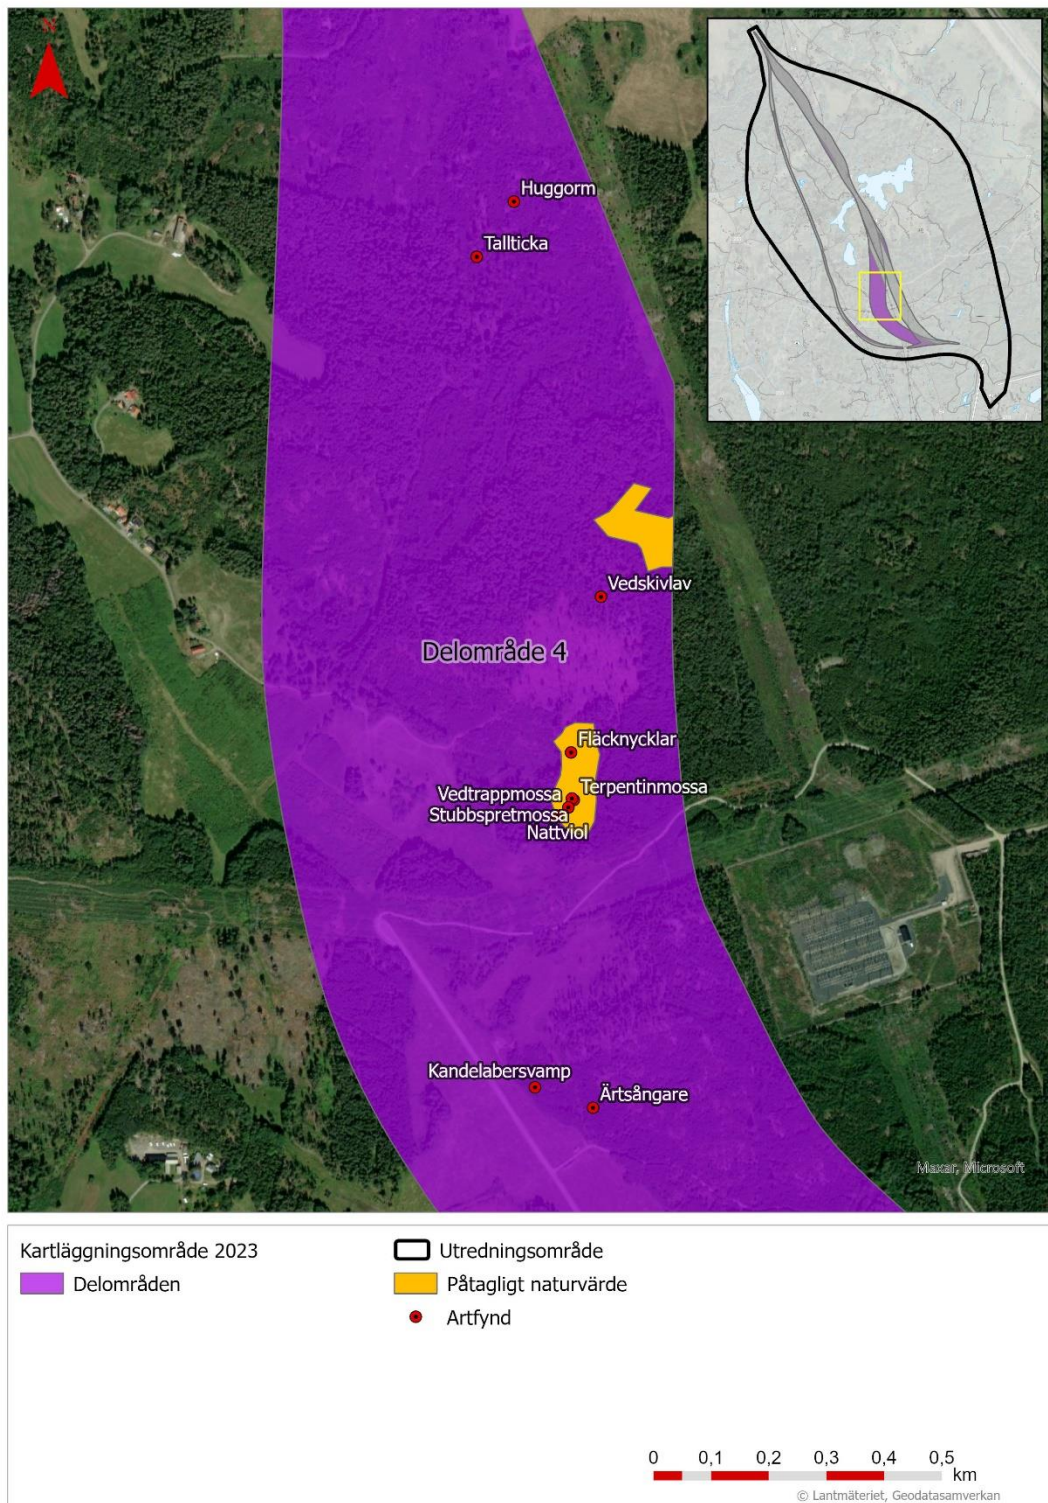 N
Huggorm
Tallticka
Vedskivlav
Delområde 4
Fläcknycklar
Terpentinmossa
Vedtrappmossa
Stubbspretmossa
Nattviol
Kandelabersvamp
Ärtsångare
Maxar, Microsoft
Kartläggningsområde 2023
Delområden
Utredningsområde
Påtagligt naturvärde
Artfynd
0 0,1 0,2 0,3 0,4 0,5
km
© Lantmäteriet, Geodatasamverkan